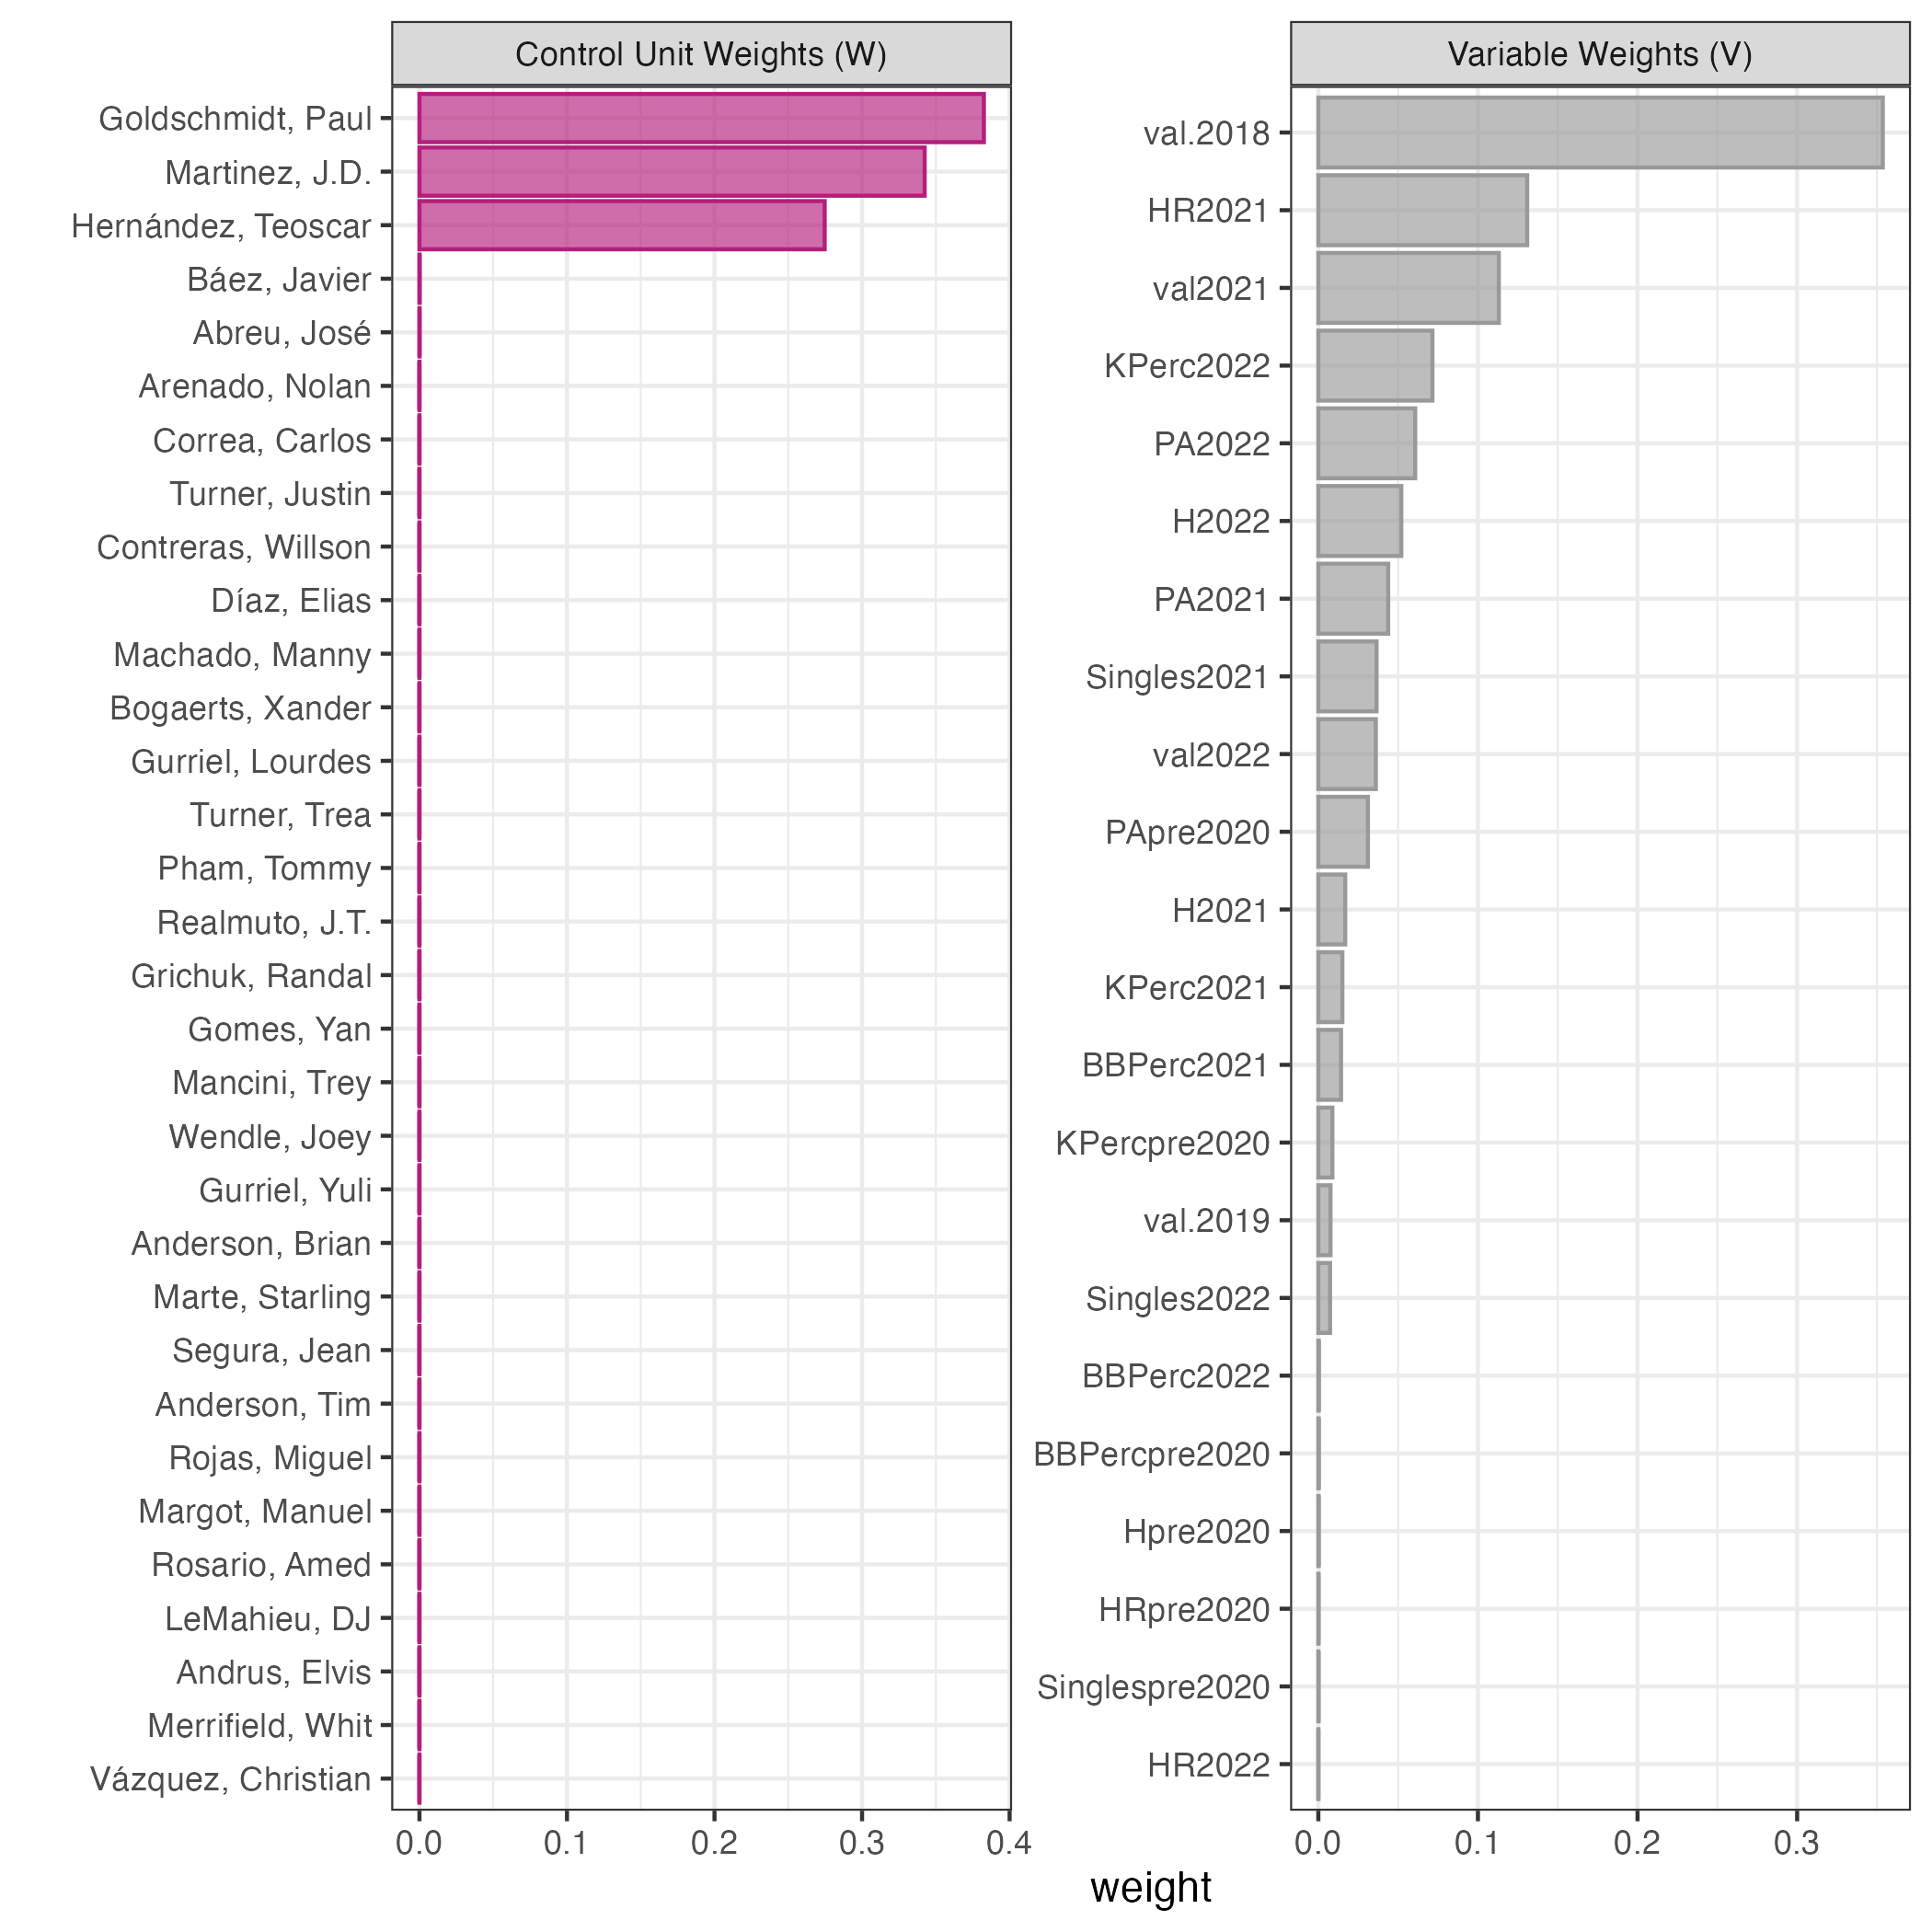 Control Unit Weights (W)
Goldschmidt, Paul
Martinez, J.D.
Hernández, Teoscar
Báez, Javier
Abreu, José
Arenado, Nolan
Correa, Carlos
Turner, Justin
Contreras, Willson
Díaz, Elias
Machado, Manny
Bogaerts, Xander
Gurriel, Lourdes
Turner, Trea
Pham, Tommy
Realmuto, J.T.
Grichuk, Randal
Gomes, Yan
Mancini, Trey
Wendle, Joey
Gurriel, Yuli
Anderson, Brian
Marte, Starling
Segura, Jean
Anderson, Tim
Rojas, Miguel
Margot, Manuel
Rosario, Amed
LeMahieu, DJ
Andrus, Elvis
Merrifield, Whit
Vázquez, Christian
0.0 0.1 0.2 0.3 0.4
Variable Weights (V)
val.2018
HR2021
val2021
KPerc2022
PA2022
H2022
PA2021
Singles2021
val2022
PApre2020
H2021
KPerc2021
BBPerc2021
KPercpre2020
val.2019
Singles2022
BBPerc2022
BBPercpre2020
Hpre2020
HRpre2020
Singlespre2020
HR2022
0.0 0.1 0.2 0.3
weight